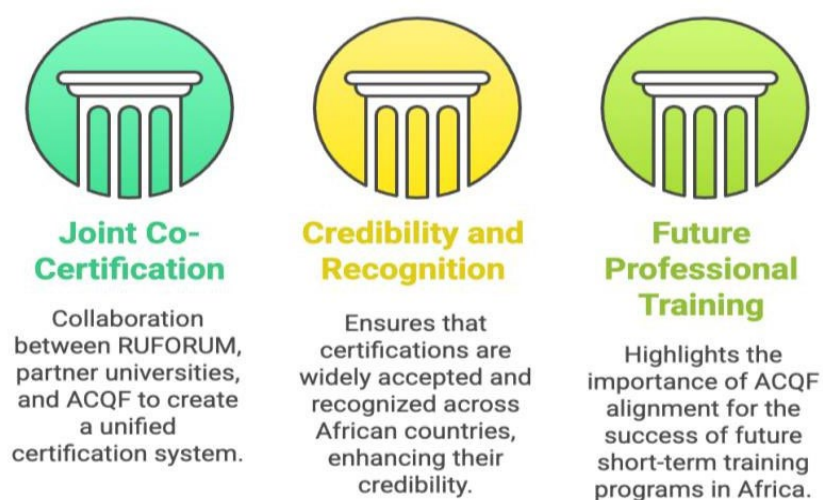 Joint Co-
Certification
Collaboration
between RUFORUM,
partner universities,
and ACQF to create
a unified
certification system.
Credibility and
Recognition
Ensures that
certifications are
widely accepted and
recognized across
African countries,
enhancing their
credibility.
Future
Professional
Training
Highlights the
importance of ACQF
alignment for the
success of future
short-term training
programs in Africa.